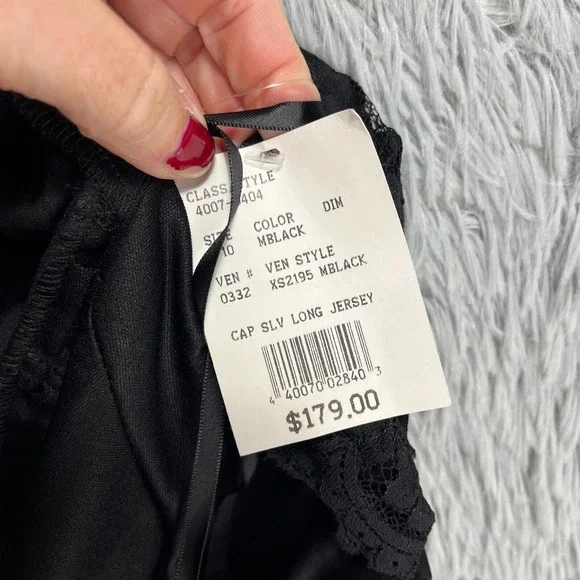 CLASS STYLE
4007- 404
SIZE COLOR DIM
10 MBLACK
VEN # VEN STYLE
0332 XS2195 MBLACK
CAP SLV LONG JERSEY
4 40070 02840 3
$179.00